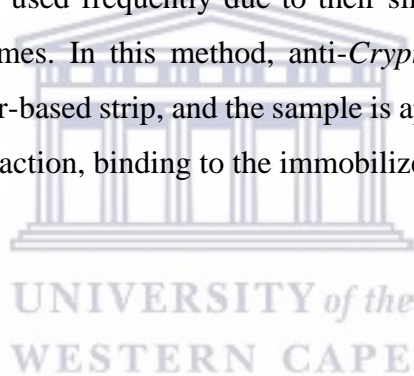 used frequently due to their
mes. In this method, anti-Cryp
r-based strip, and the sample is a
action, binding to the immobilize
UNIVERSITY of the
WESTERN CAPE